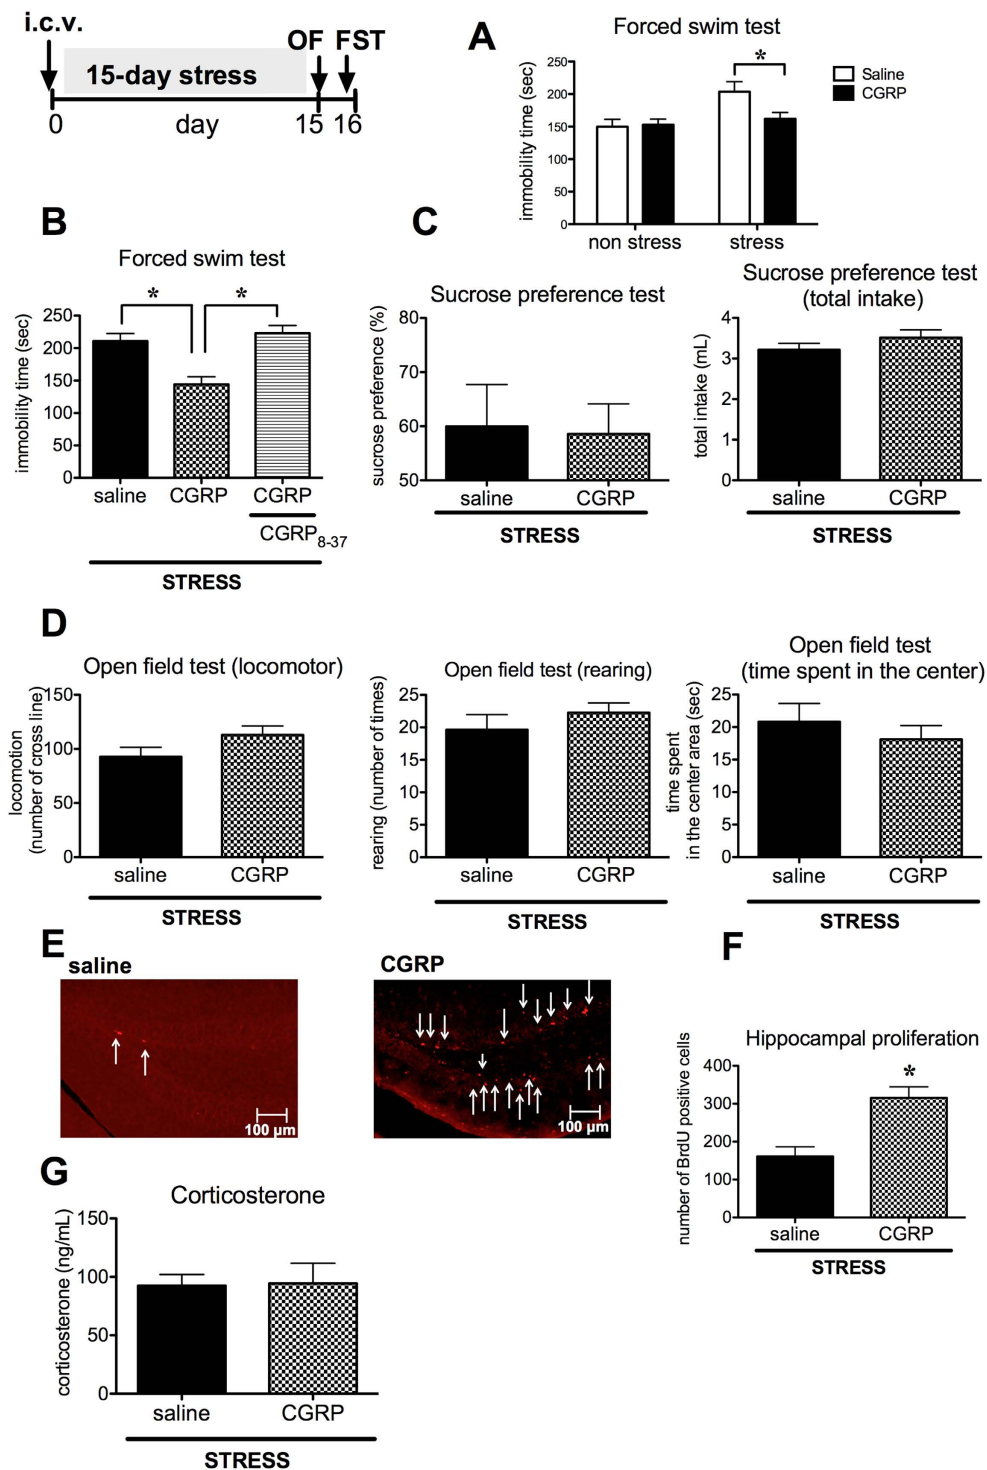 i.c.v.
OF FST
15-day stress
0 day 15 16
A
Forced swim test
immobility time (sec)
250
200
150
100
50
0
*
non stress
stress
Saline
CGRP
B
Forced swim test
immobility time (sec)
250
200
150
100
50
0
*
*
saline
CGRP
CGRP
CGRP8-37
STRESS
C
Sucrose preference test
sucrose preference (%)
80
70
60
50
saline
CGRP
STRESS
Sucrose preference test
(total intake)
total intake (mL)
4
3
2
1
0
saline
CGRP
STRESS
D
Open field test (locomotor)
locomotion
(number of cross line)
150
100
50
0
saline
CGRP
STRESS
Open field test (rearing)
rearing (number of times)
25
20
15
10
5
0
saline
CGRP
STRESS
Open field test
(time spent in the center)
time spent
in the center area (sec)
25
20
15
10
5
0
saline
CGRP
STRESS
E
saline
100 µm
CGRP
100 µm
F
Hippocampal proliferation
number of BrdU positive cells
400
300
200
100
0
*
saline
CGRP
STRESS
G
Corticosterone
corticosterone (ng/mL)
150
100
50
0
saline
CGRP
STRESS